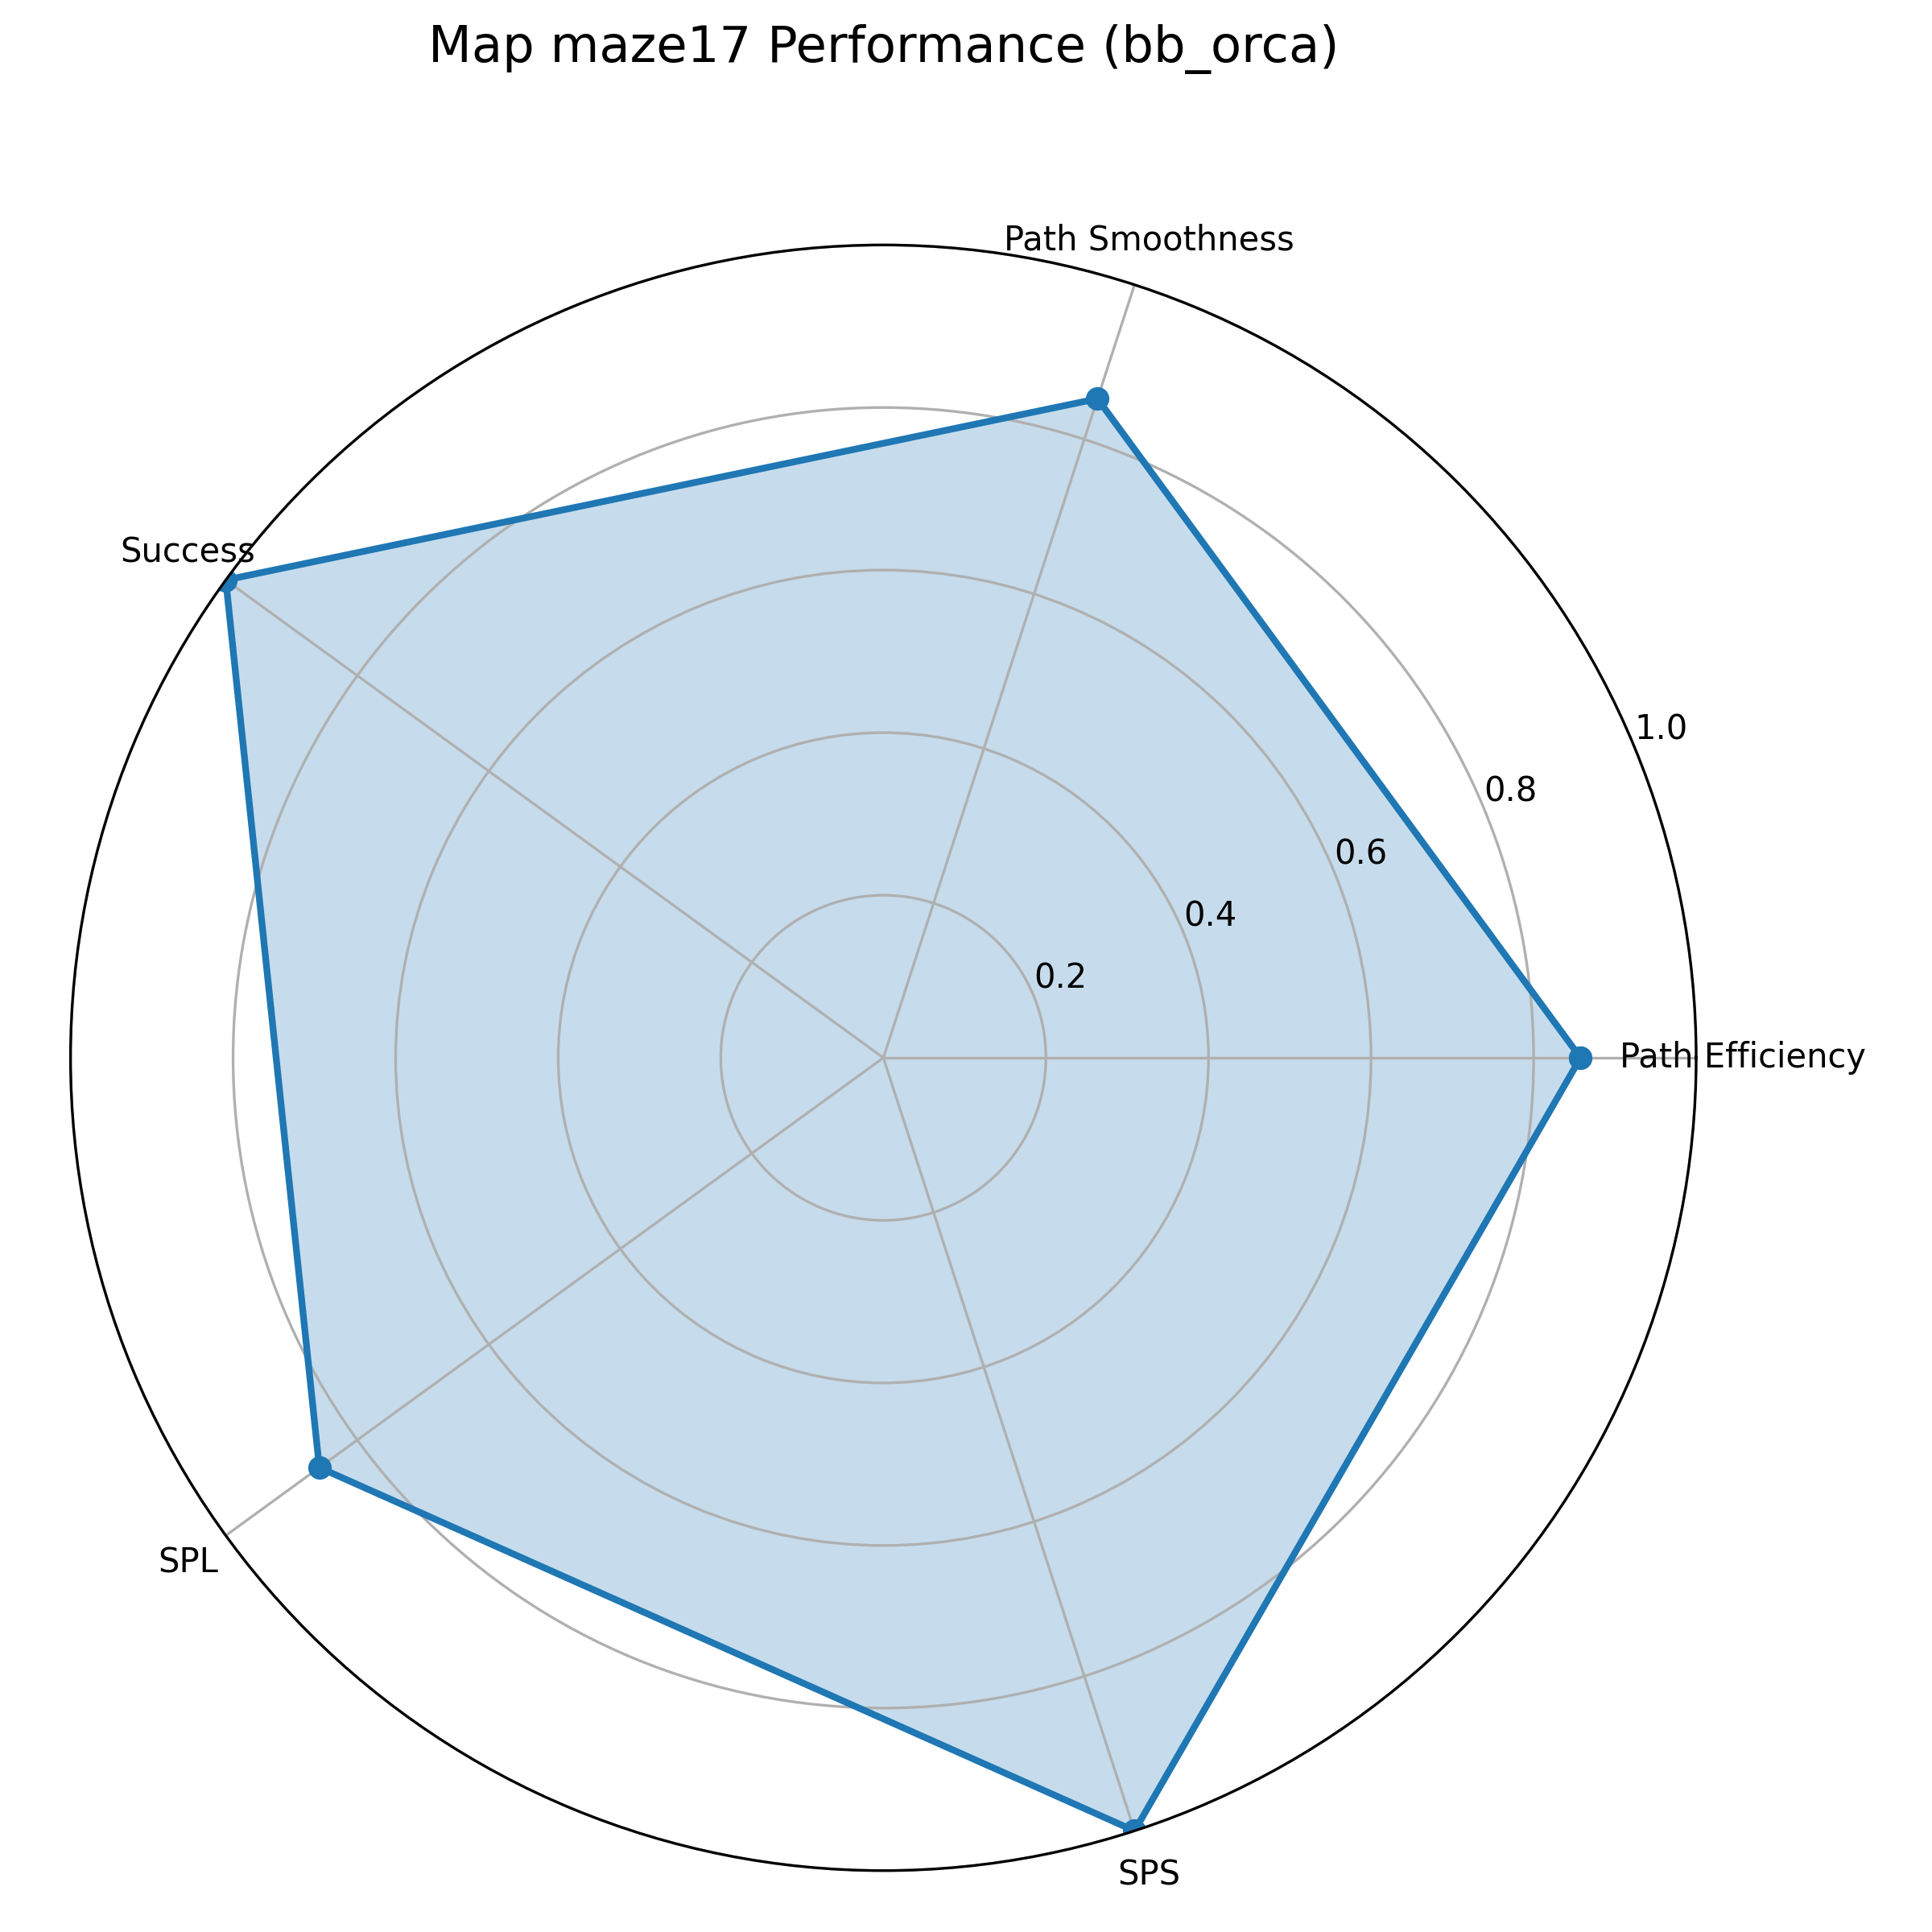 Map maze17 Performance (bb_orca)
Path Smoothness
Success
1.0
0.8
0.6
0.4
0.2
Path Efficiency
SPL
SPS